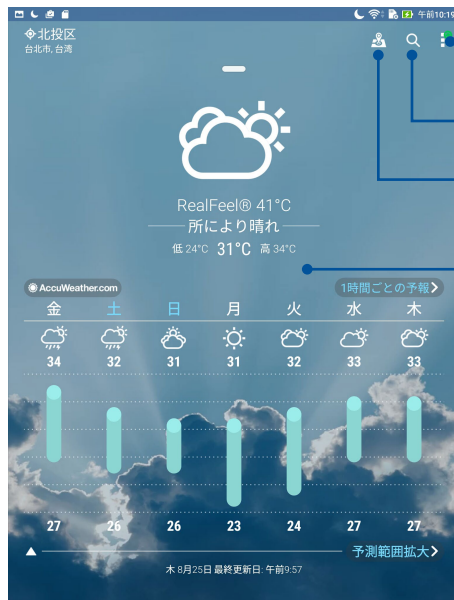 午前10:19
北投区
台北市, 台湾
RealFeel® 41°C
所により晴れ
低 24°C 31°C 高 34°C
AccuWeather.com 1時間ごとの予報
金 土 日 月 火 水 木
34 32 31 31 32 33 33
27 26 26 23 24 27 27
予測範囲拡大
木 8月25日 最終更新日: 午前9:57